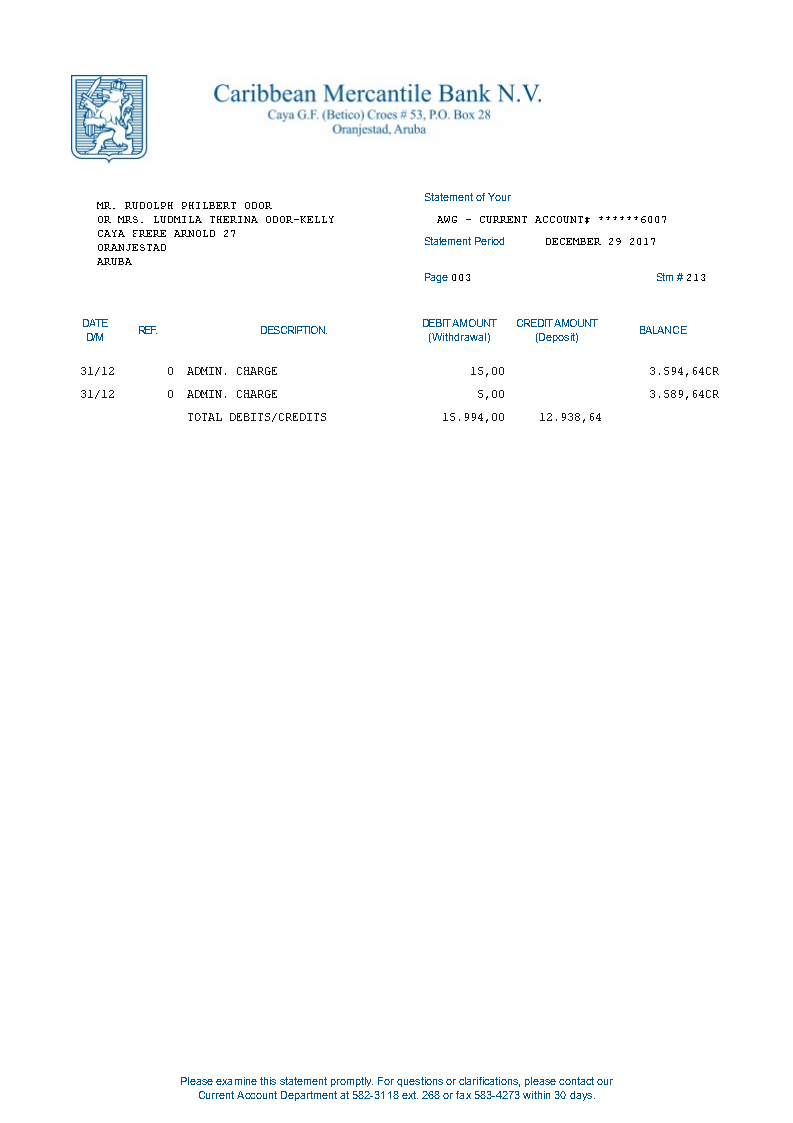 Caribbean Mercantile Bank N.V.
Caya G.F. (Betico) Croes # 53, P.O. Box 28
Oranjestad, Aruba
MR. RUDOLPH PHILBERT ODOR
OR MRS. LUDMILA THERINA ODOR-KELLY
CAYA FRERE ARNOLD 27
ORANJESTAD
ARUBA
Statement of Your
AWG - CURRENT ACCOUNT# ******6007
Statement Period DECEMBER 29 2017
Page 003 Stm # 213
DATE D/M REF. DESCRIPTION. DEBIT AMOUNT (Withdrawal) CREDIT AMOUNT (Deposit) BALANCE
31/12 0 ADMIN. CHARGE 15,00 3.594,64CR
31/12 0 ADMIN. CHARGE 5,00 3.589,64CR
TOTAL DEBITS/CREDITS 15.994,00 12.938,64
Please examine this statement promptly. For questions or clarifications, please contact our
Current Account Department at 582-3118 ext. 268 or fax 583-4273 within 30 days.